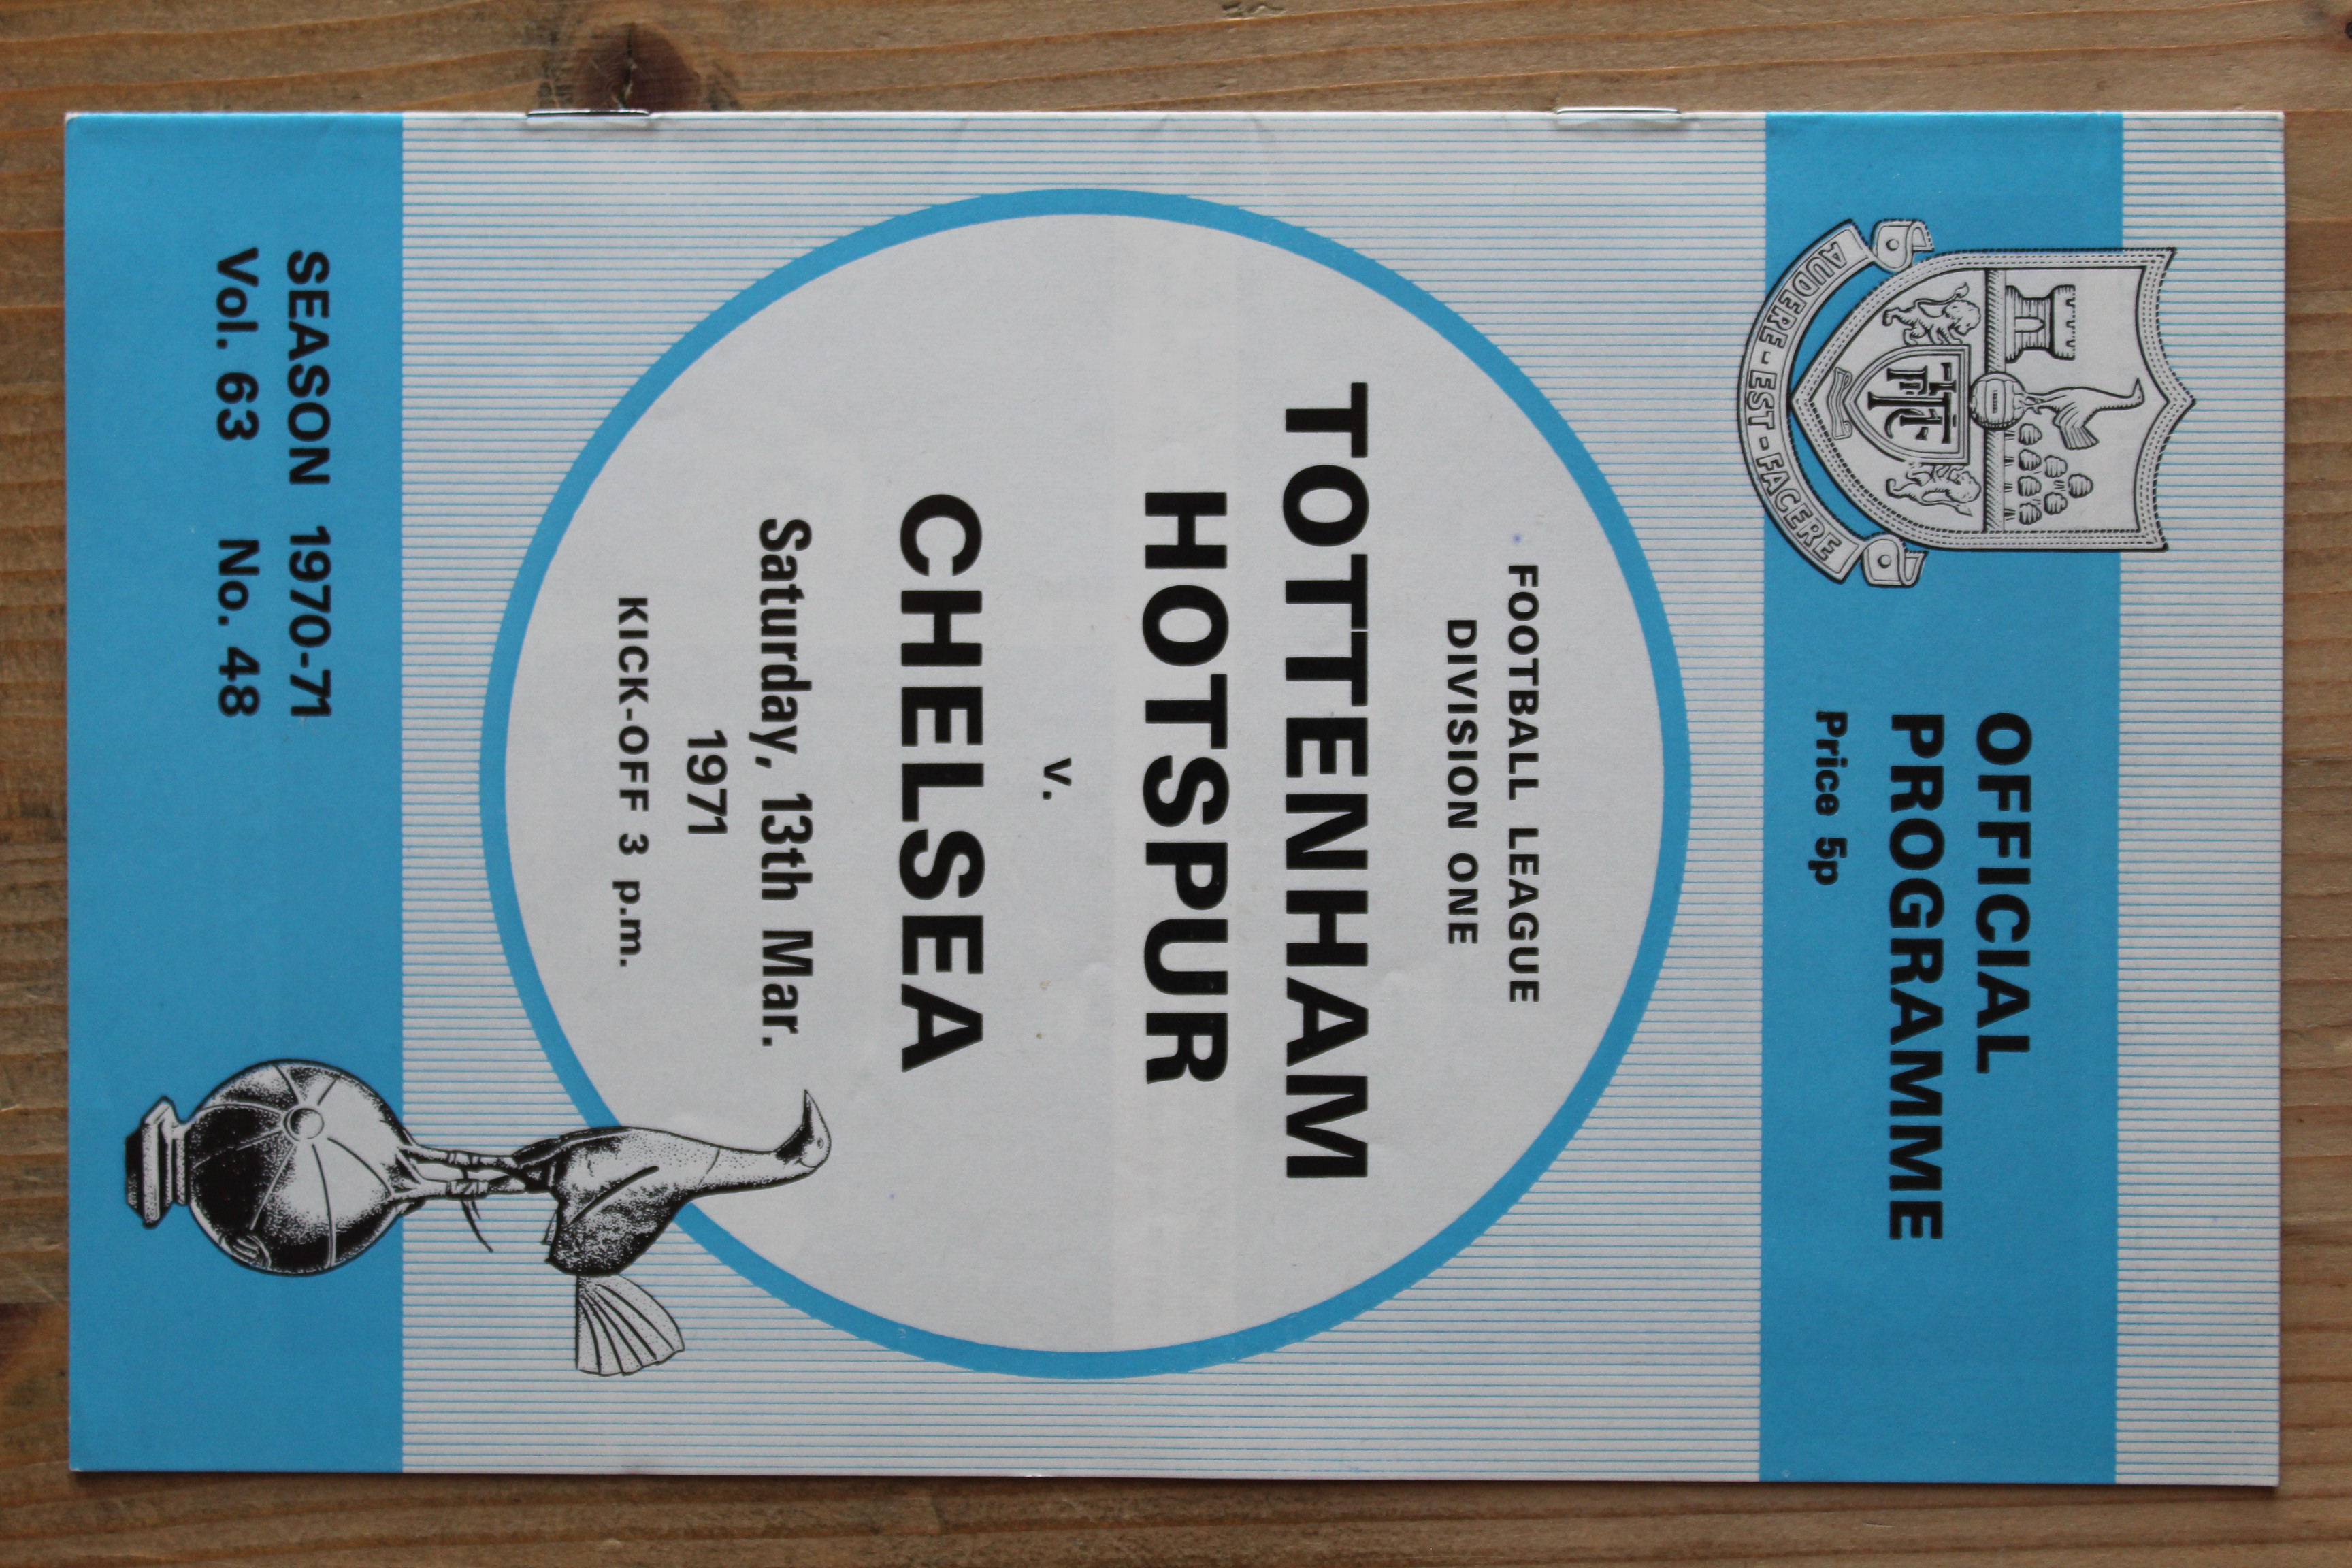 OFFICIAL
PROGRAMME
Price 5p
AUDERE-EST-FACERE
FOOTBALL LEAGUE
DIVISION ONE
TOTTENHAM
HOTSPUR
v.
CHELSEA
Saturday, 13th Mar.
1971
KICK-OFF 3 p.m.
SEASON 1970-71
Vol. 63 No. 48